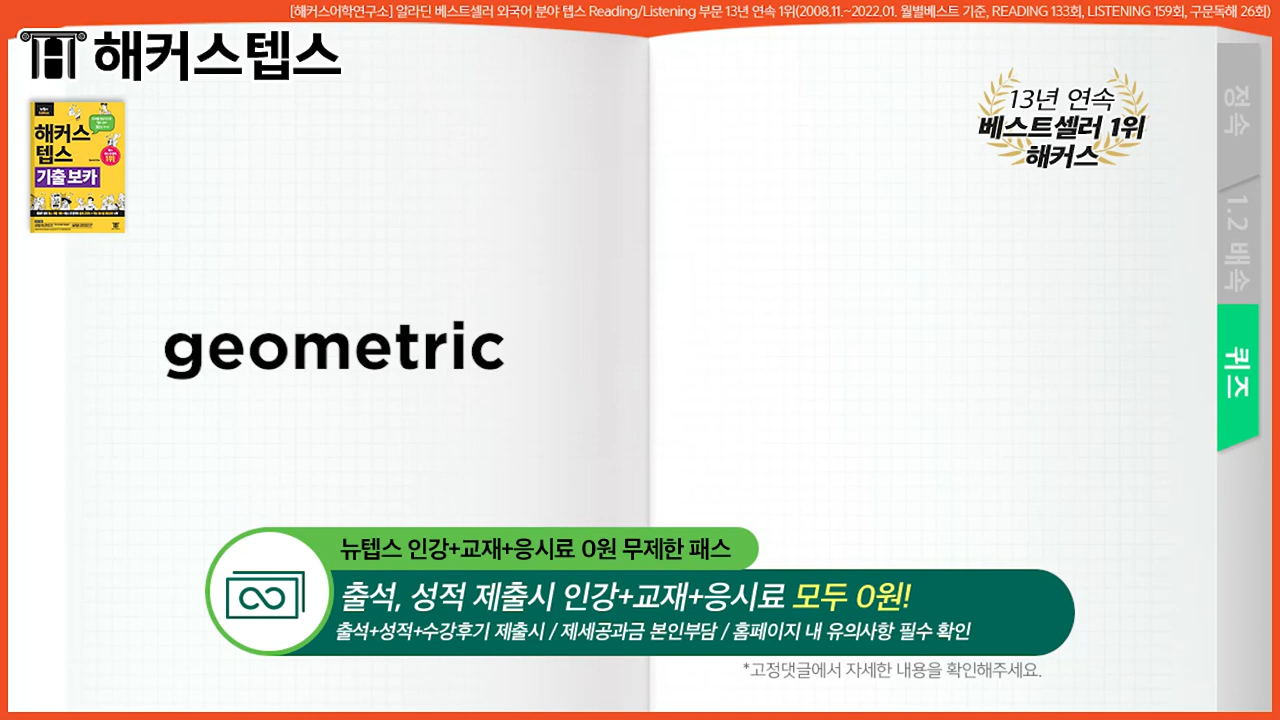 [해커스어학연구소] 알라딘 베스트셀러 외국어 분야 텝스 Reading/Listening 부문 13년 연속 1위(2008.11.~2022.01. 월별베스트 기준, READING 133회, LISTENING 159회, 구문독해 26회)
해커스텝스
해커스
텝스
기출 보카
13년 연속
베스트셀러 1위
해커스
정속
1.2 배속
퀴즈
geometric
뉴텝스 인강+교재+응시료 0원 무제한 패스
출석, 성적 제출시 인강+교재+응시료 모두 0원!
출석+성적+수강후기 제출시 / 제세공과금 본인부담 / 홈페이지 내 유의사항 필수 확인
*고정댓글에서 자세한 내용을 확인해주세요.